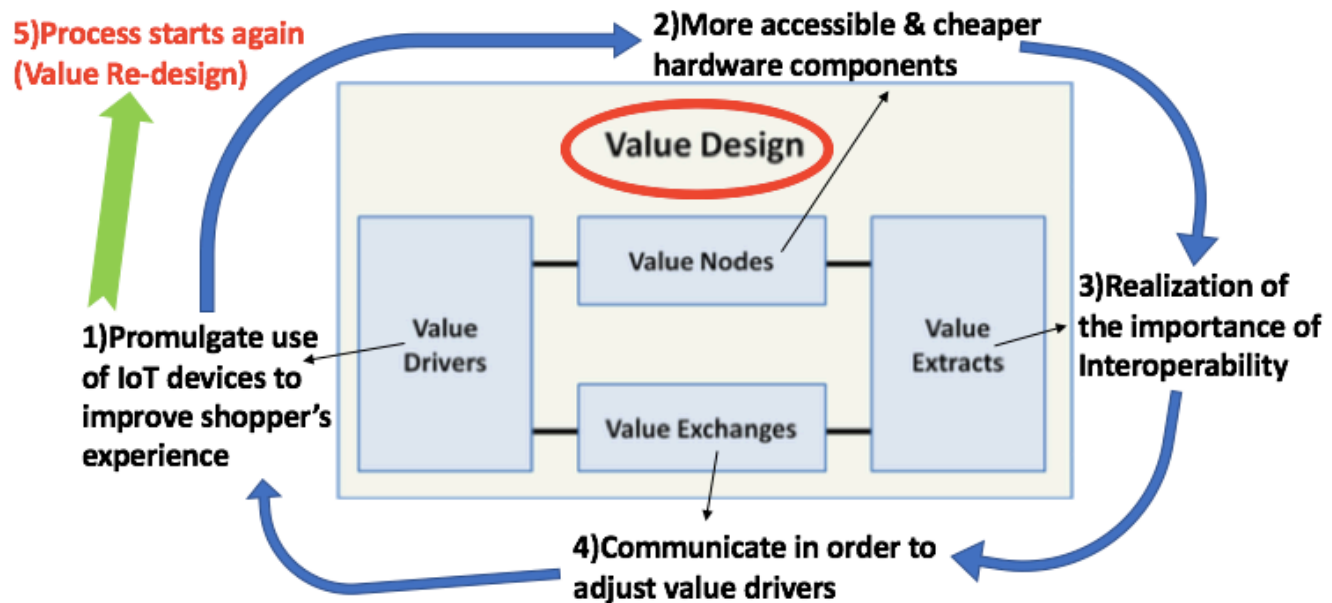 5)Process starts again
(Value Re-design)
2)More accessible & cheaper
hardware components
Value Design
Value Nodes
Value
Drivers
Value
Extracts
Value Exchanges
1)Promulgate use
of IoT devices to
improve shopper’s
experience
3)Realization of
the importance of
Interoperability
4)Communicate in order to
adjust value drivers